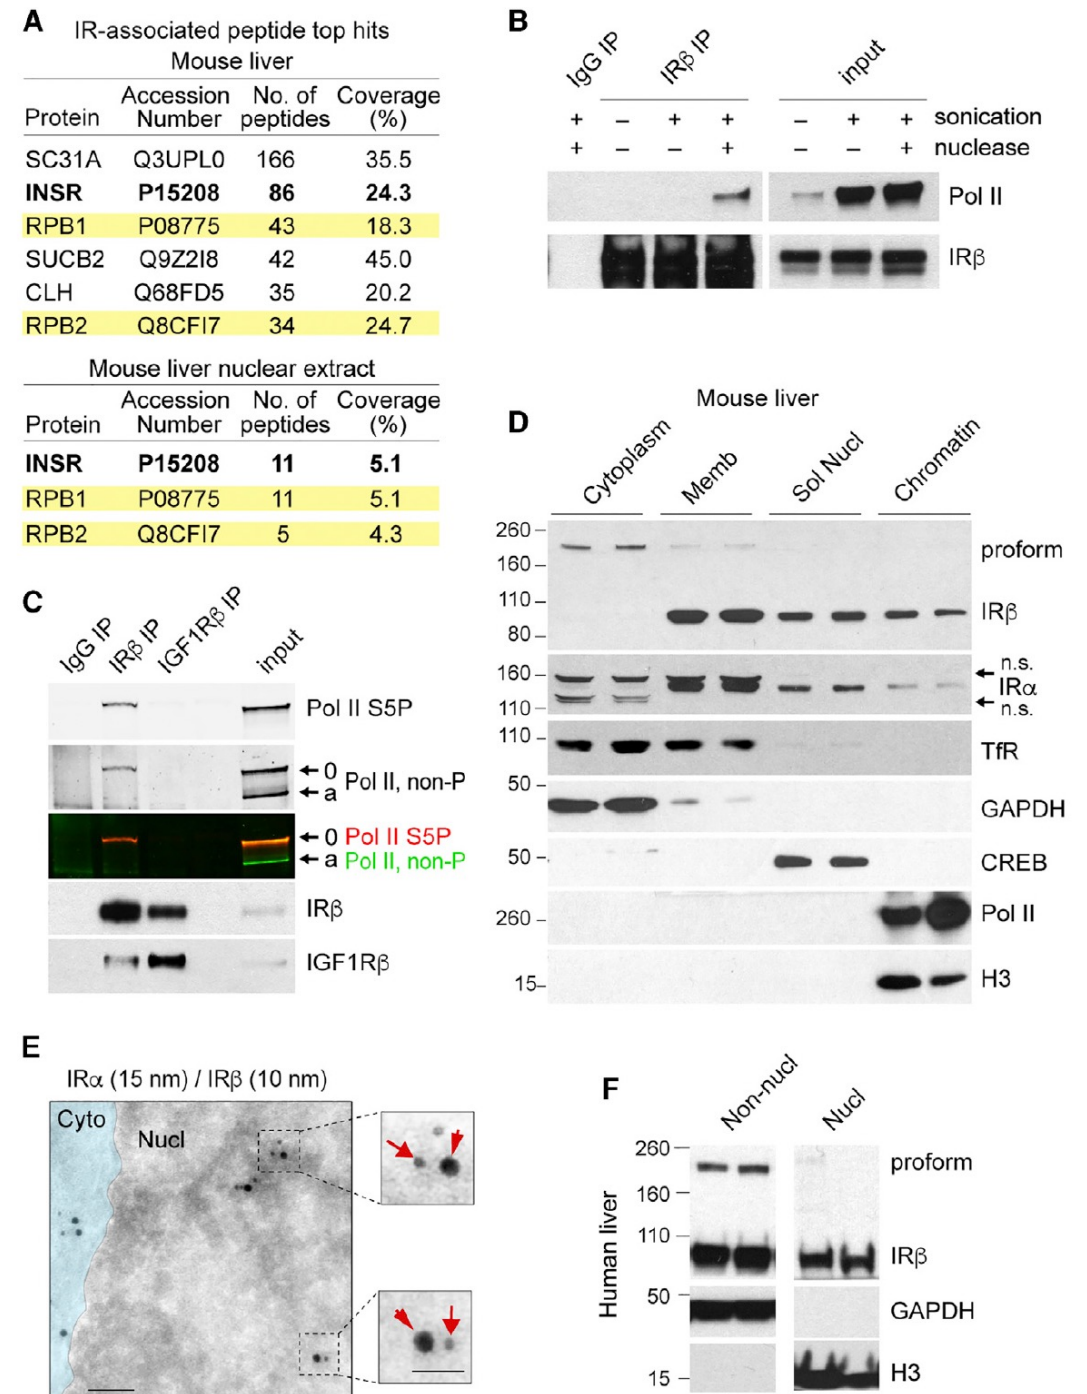 A
IR-associated peptide top hits
Mouse liver
Protein Accession Number No. of peptides Coverage (%)
SC31A Q3UPL0 166 35.5
INSR P15208 86 24.3
RPB1 P08775 43 18.3
SUCB2 Q9Z2I8 42 45.0
CLH Q68FD5 35 20.2
RPB2 Q8CFI7 34 24.7
Mouse liver nuclear extract
Protein Accession Number No. of peptides Coverage (%)
INSR P15208 11 5.1
RPB1 P08775 11 5.1
RPB2 Q8CFI7 5 4.3
B
IgG IP IRβ IP input
+ – + + – + + sonication
+ – – + – – + nuclease
Pol II
IRβ
C
IgG IP IRβ IP IGF1Rβ IP input
Pol II S5P
0
a
Pol II, non-P
0 Pol II S5P
a Pol II, non-P
IRβ
IGF1Rβ
D
Mouse liver
Cytoplasm Memb Sol Nucl Chromatin
260
160
110
80
proform
IRβ
160
110
n.s.
IRα
n.s.
110
TfR
50
GAPDH
50
CREB
260
Pol II
15
H3
E
IRα (15 nm) / IRβ (10 nm)
Cyto
Nucl
F
Non-nucl Nucl
Human liver
260
160
110
50
15
proform
IRβ
GAPDH
H3